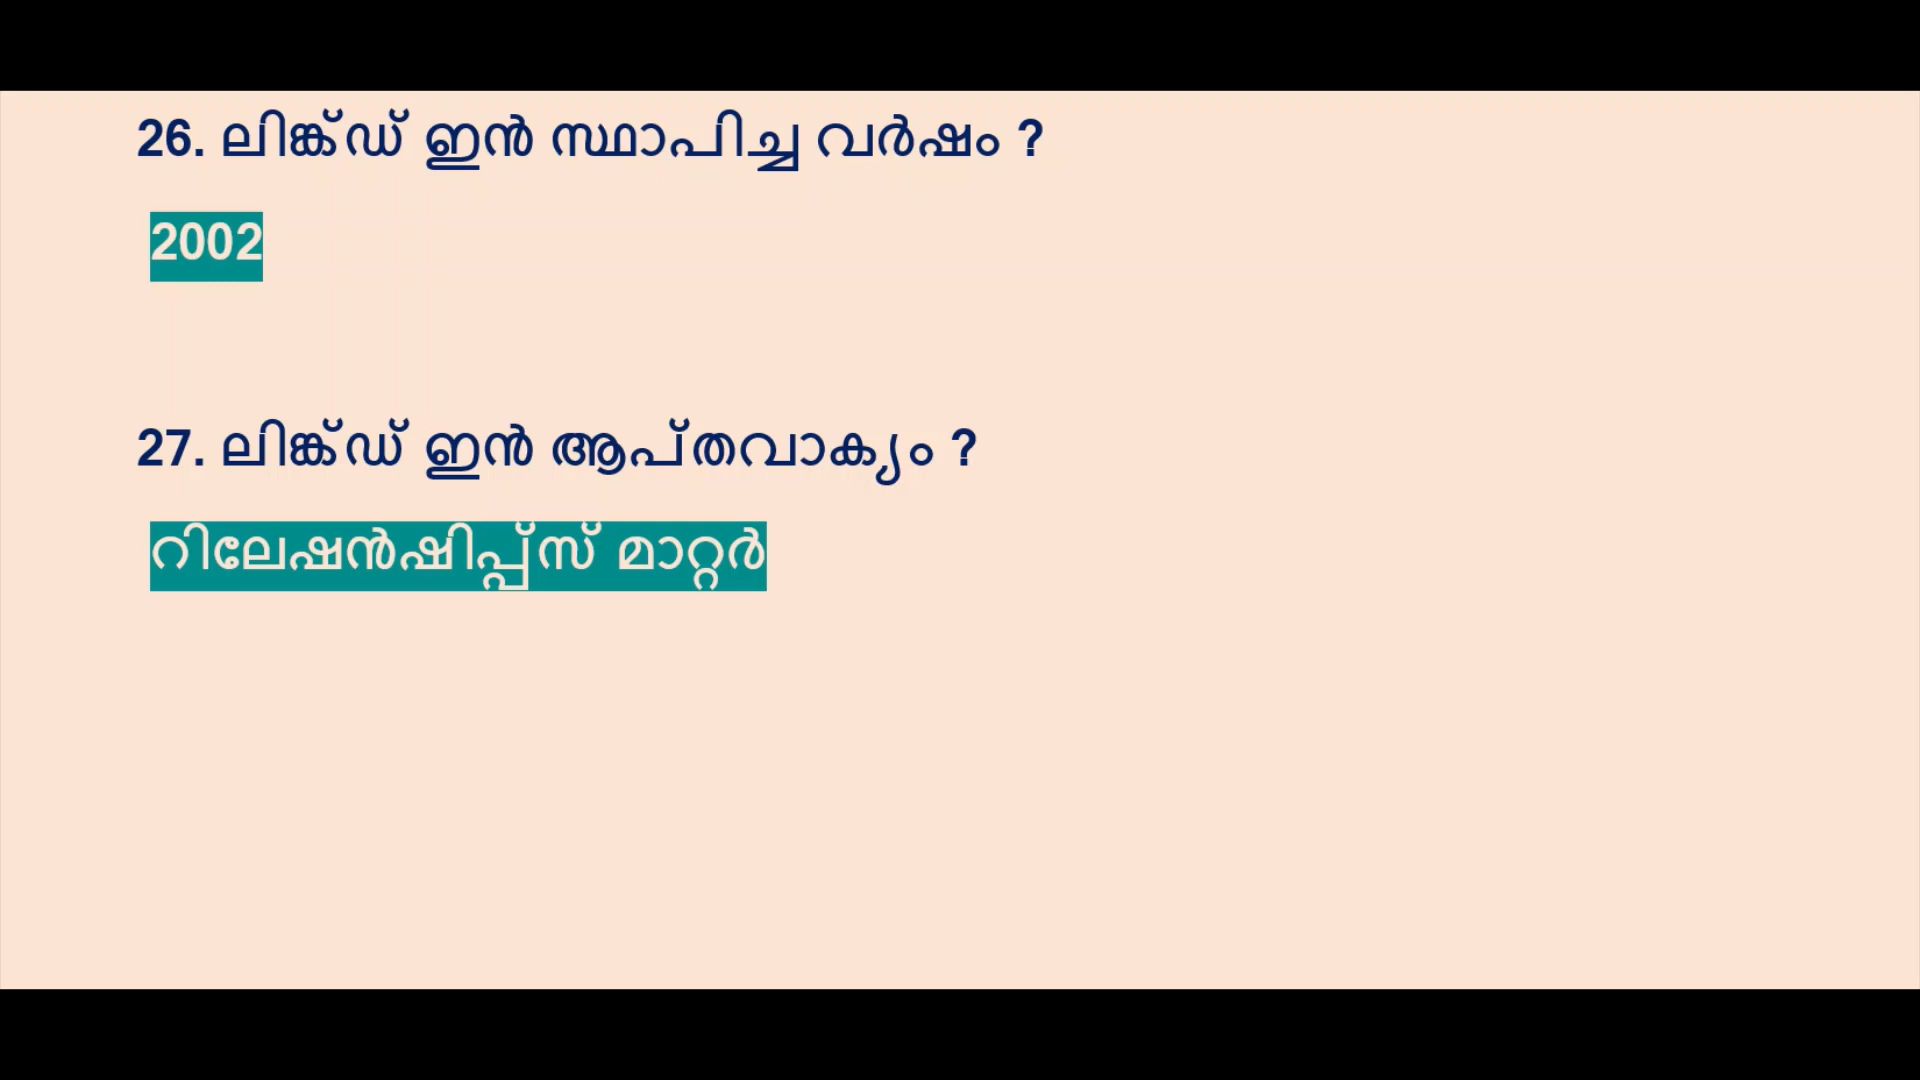 26. ലിങ്ക്ഡ് ഇൻ സ്ഥാപിച്ച വർഷം ?
2002
27. ലിങ്ക്ഡ് ഇൻ ആപ്തവാക്യം ?
റിലേഷൻഷിപ്പ്സ് മാറ്റർ